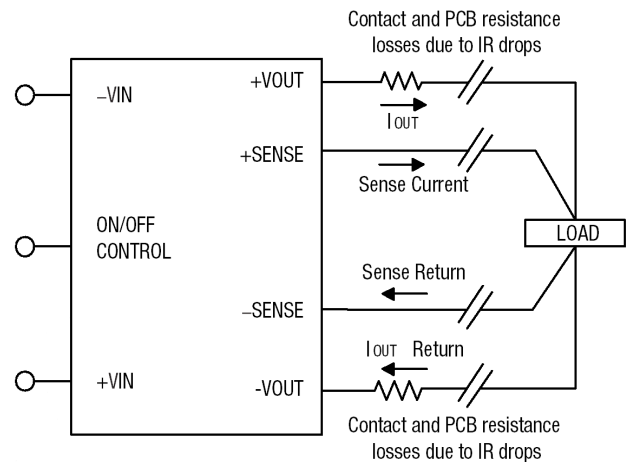 Contact and PCB resistance
losses due to IR drops
+VOUT
–VIN
IOUT
+SENSE
Sense Current
ON/OFF
CONTROL
LOAD
Sense Return
–SENSE
IOUT Return
+VIN
-VOUT
Contact and PCB resistance
losses due to IR drops